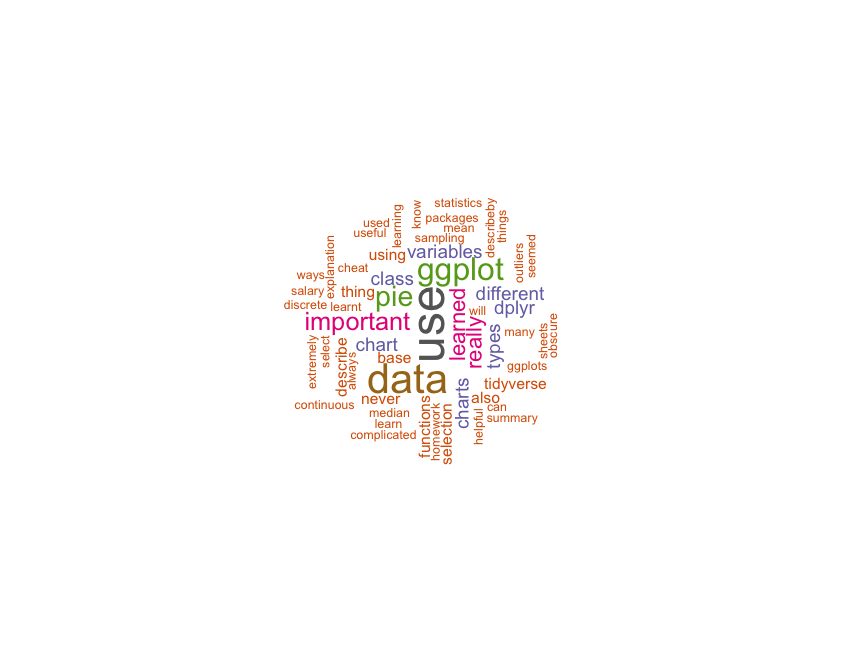 statistics
know
describeby
learning
things
packages
used
mean
useful
sampling
explanation
outliers
seemed
variables
using
cheat
ggplot
ways
class
salary
thing
pie
use
learned
different
discrete
learnt
will
dplyr
important
really
types
many
sheets
obscure
extremely
select
describe
always
chart
base
data
ggplots
tidyverse
charts
also
never
continuous
median
functions
homework
selection
helpful
can
summary
learn
complicated